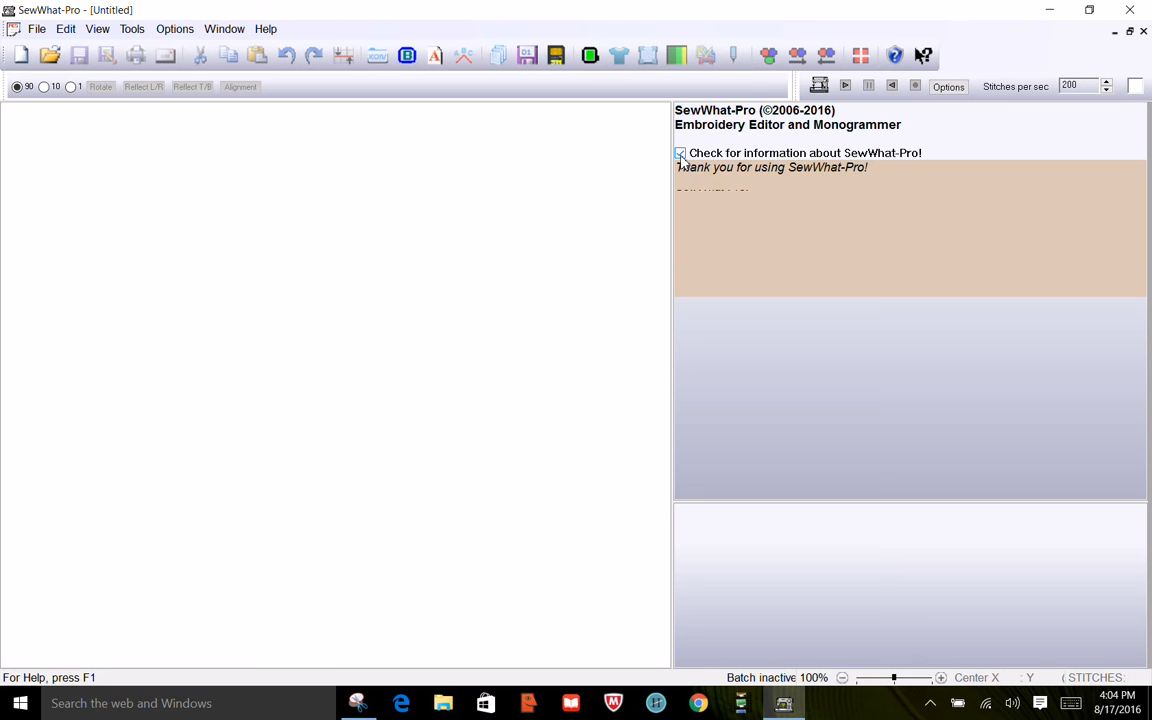 SewWhat-Pro - [Untitled]
File Edit View Tools Options Window Help
90 10 1 Rotate Reflect L/R Reflect T/B Alignment
Options Stitches per sec 200
SewWhat-Pro (©2006-2016)
Embroidery Editor and Monogrammer
Check for information about SewWhat-Pro!
Thank you for using SewWhat-Pro!
For Help, press F1
Batch inactive 100% Center X : Y ( STITCHES:
Search the web and Windows
4:04 PM
8/17/2016